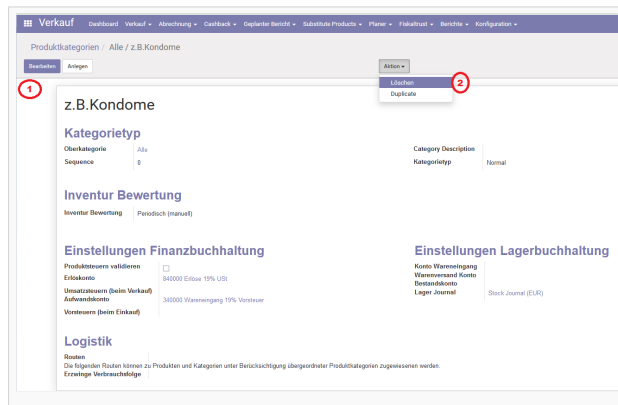 Verkauf Dashboard Verkauf Abrechnung Cashback Geplanter Bericht Substitute Products Planer Fiskaltrust Berichte Konfiguration
Produktkategorien / Alle / z.B.Kondome
Bearbeiten Anlegen Aktion
Löschen
Duplicate
1
2
z.B.Kondome
Kategorietyp
Oberkategorie Alle Category Description
Sequence 0 Kategorietyp Normal
Inventur Bewertung
Inventur Bewertung Periodisch (manuell)
Einstellungen Finanzbuchhaltung Einstellungen Lagerbuchhaltung
Produktsteuern validieren Konto Wareneingang
Erlöskonto 840000 Erlöse 19% USt Warenversand Konto
Bestandskonto
Umsatzsteuern (beim Verkauf) Lager Journal Stock Journal (EUR)
Aufwandskonto 340000 Wareneingang 19% Vorsteuer
Vorsteuern (beim Einkauf)
Logistik
Routen
Die folgenden Routen können zu Produkten und Kategorien unter Berücksichtigung übergeordneter Produktkategorien zugewiesenen werden.
Erzwinge Verbrauchsfolge